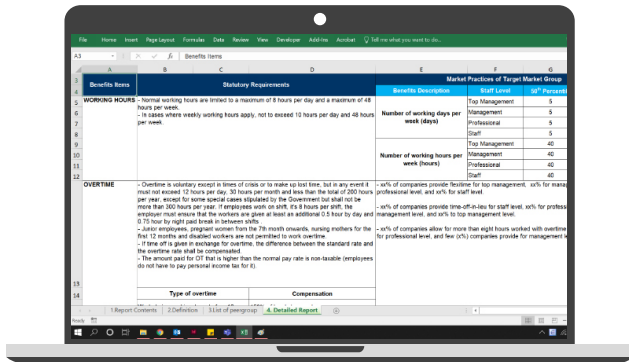 File Home Insert Page Layout Formulas Data Review View Developer Add-ins Acrobat Tell me what you want to do...
A3 fx Benefits Items
A B C D E F G
3 Benefits Items Statutory Requirements Market Practices of Target Market Group
4 Benefits Description Staff Level 50th Percenti
5 WORKING HOURS - Normal working hours are limited to a maximum of 8 hours per day and a maximum of 48 Top Management 5
6 hours per week. Number of working days per Management 5
7 - In cases where weekly working hours apply, not to exceed 10 hours per day and 48 hours week (days) Professional 5
8 per week. Staff 5
9 Top Management 40
10 Number of working hours per Management 40
11 week (hours) Professional 40
12 Staff 40
OVERTIME - Overtime is voluntary except in times of crisis or to make up lost time, but in any event it - xx% of companies provide flextime for top management, xx% for manag
must not exceed 12 hours per day, 30 hours per month and less than the total of 200 hours professional level, and xx% for staff level.
per year, except for some special cases stipulated by the Government but shall not be
more than 300 hours per year. If employees work on shift, it's 8 hours per shift, the - xx% of companies provide time-off-in-lieu for staff level, xx% for profess
employer must ensure that the workers are given at least an additional 0.5 hour by day and management level, and xx% to top management level.
0.75 hour by night paid break in between shifts.
- Junior employees, pregnant women from the 7th month onwards, nursing mothers for the - xx% of companies allow for more than eight hours worked with overtime
first 12 months and disabled workers are not permitted to work overtime. for professional level, and few (x%) companies provide for management l
- If time off is given in exchange for overtime, the difference between the standard rate and
the overtime rate shall be compensated.
- The amount paid for OT that is higher than the normal pay rate is non-taxable (employees
do not have to pay personal income tax for it).
13
14 Type of overtime Compensation
1.Report Contents 2.Definition 3.List of peergroup 4. Detailed Report
Ready